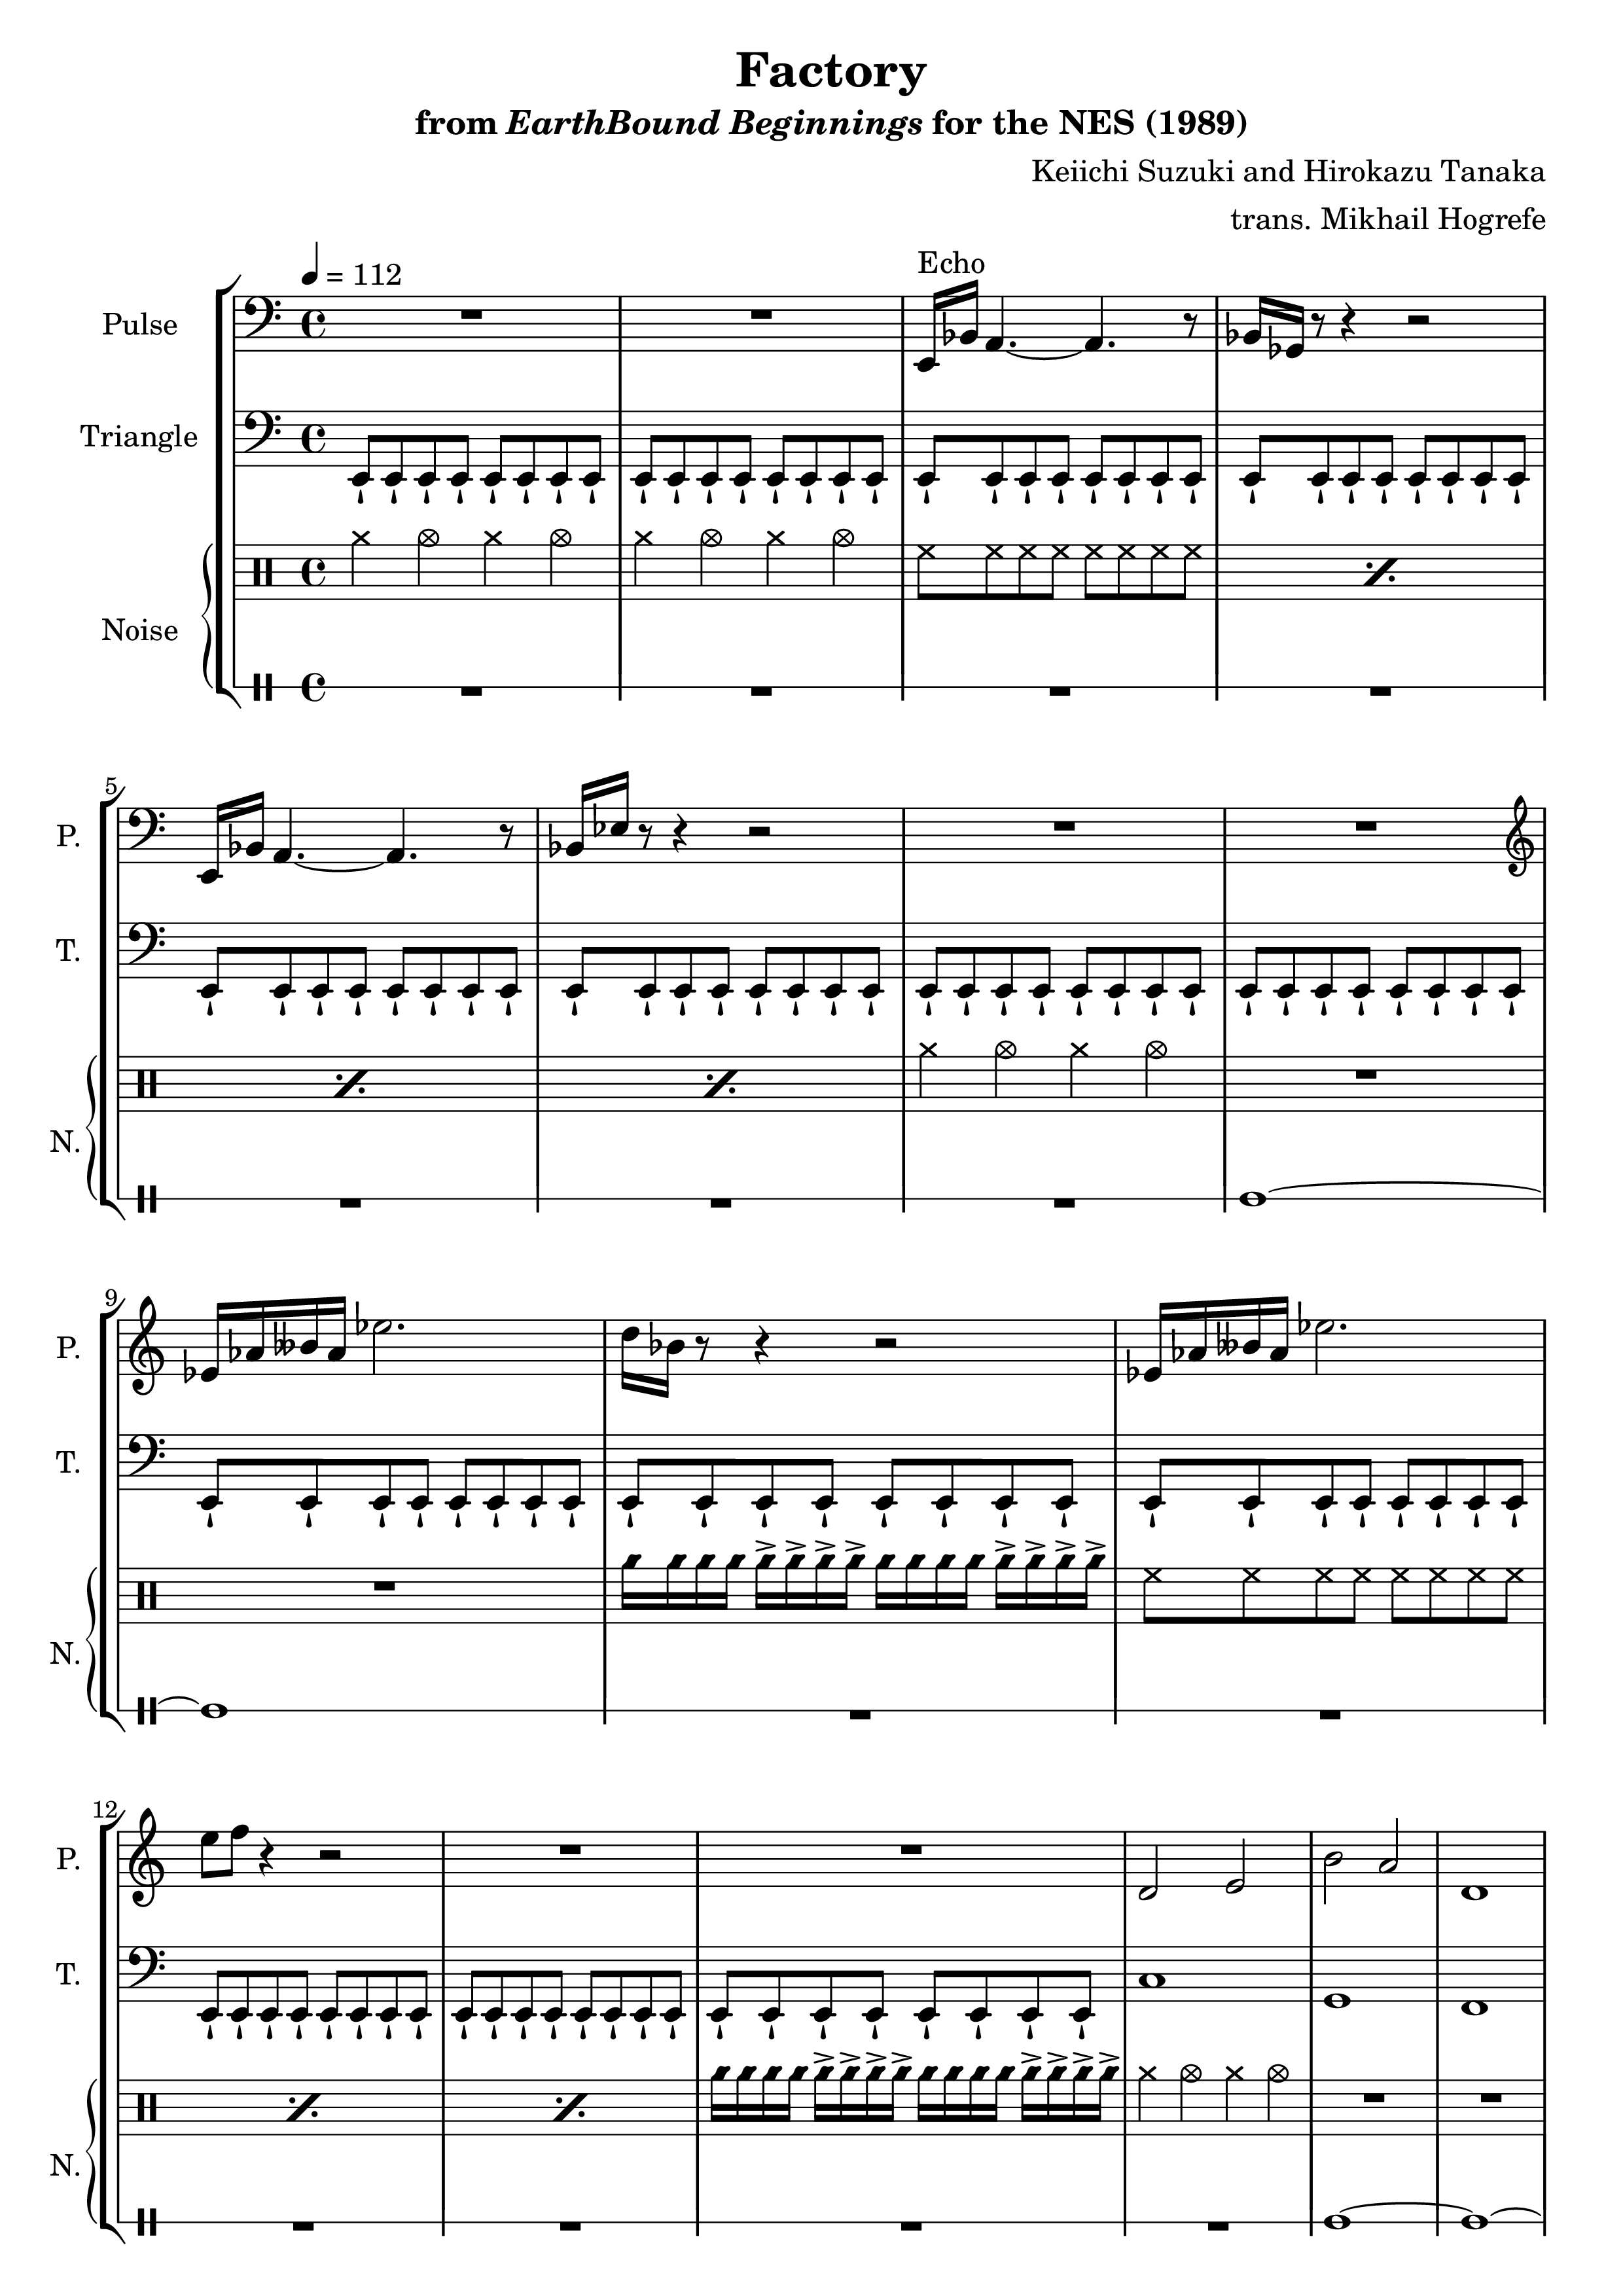 Factory
from EarthBound Beginnings for the NES (1989)
Keiichi Suzuki and Hirokazu Tanaka
trans. Mikhail Hogrefe
= 112
Echo
Pulse
Triangle
Noise
5
P.
T.
N.
9
P.
T.
N.
12
P.
T.
N.